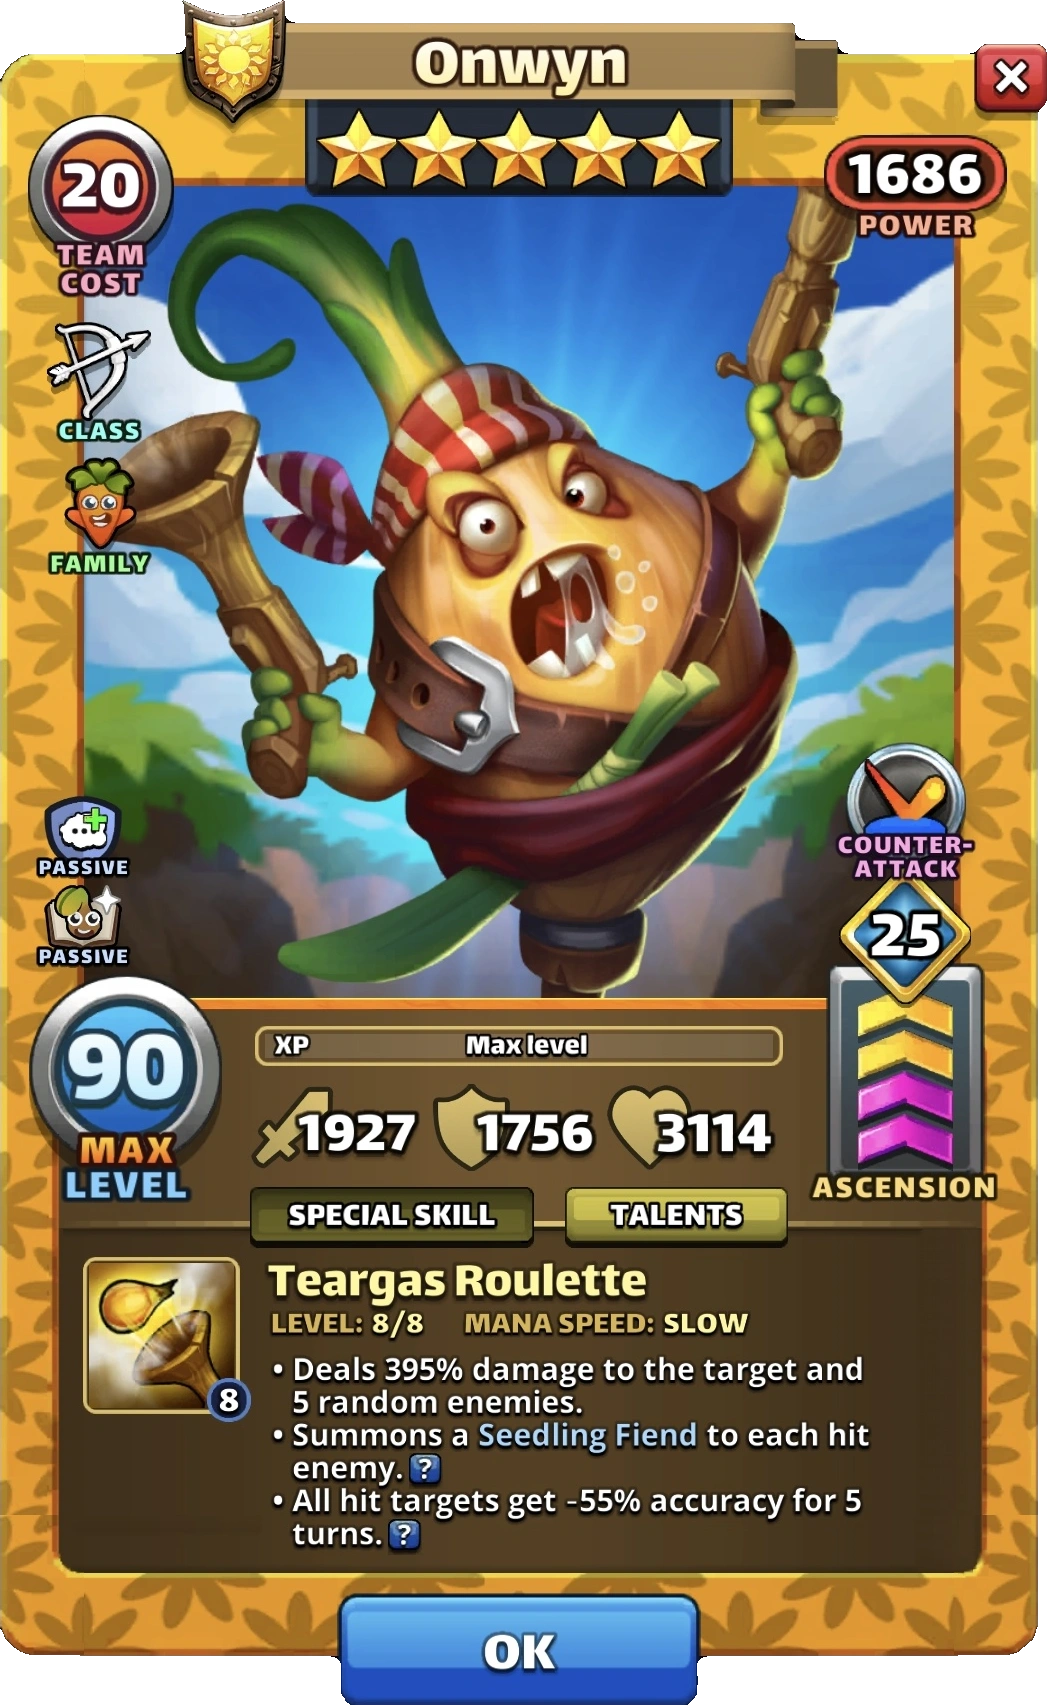 Onwyn
20
TEAM
COST
1686
POWER
CLASS
FAMILY
PASSIVE
PASSIVE
COUNTER-
ATTACK
25
90
MAX
LEVEL
XP Max level
1927 1756 3114
ASCENSION
SPECIAL SKILL TALENTS
8
Teargas Roulette
LEVEL: 8/8 MANA SPEED: SLOW
• Deals 395% damage to the target and
5 random enemies.
• Summons a Seedling Fiend to each hit
enemy. ?
• All hit targets get -55% accuracy for 5
turns. ?
OK